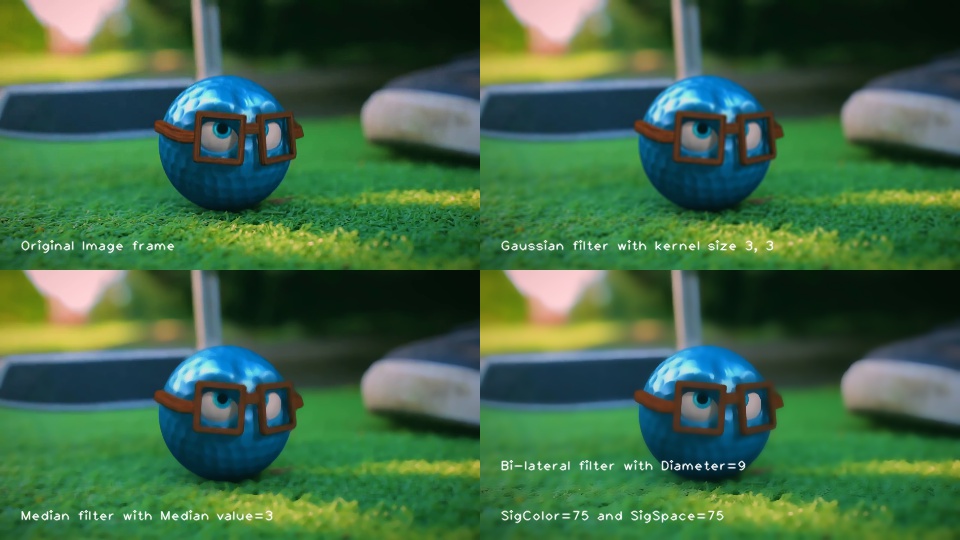 Original Image frame
Gaussian filter with kernel size 3, 3
Median filter with Median value=3
Bi-lateral filter with Diameter=9
SigColor=75 and SigSpace=75